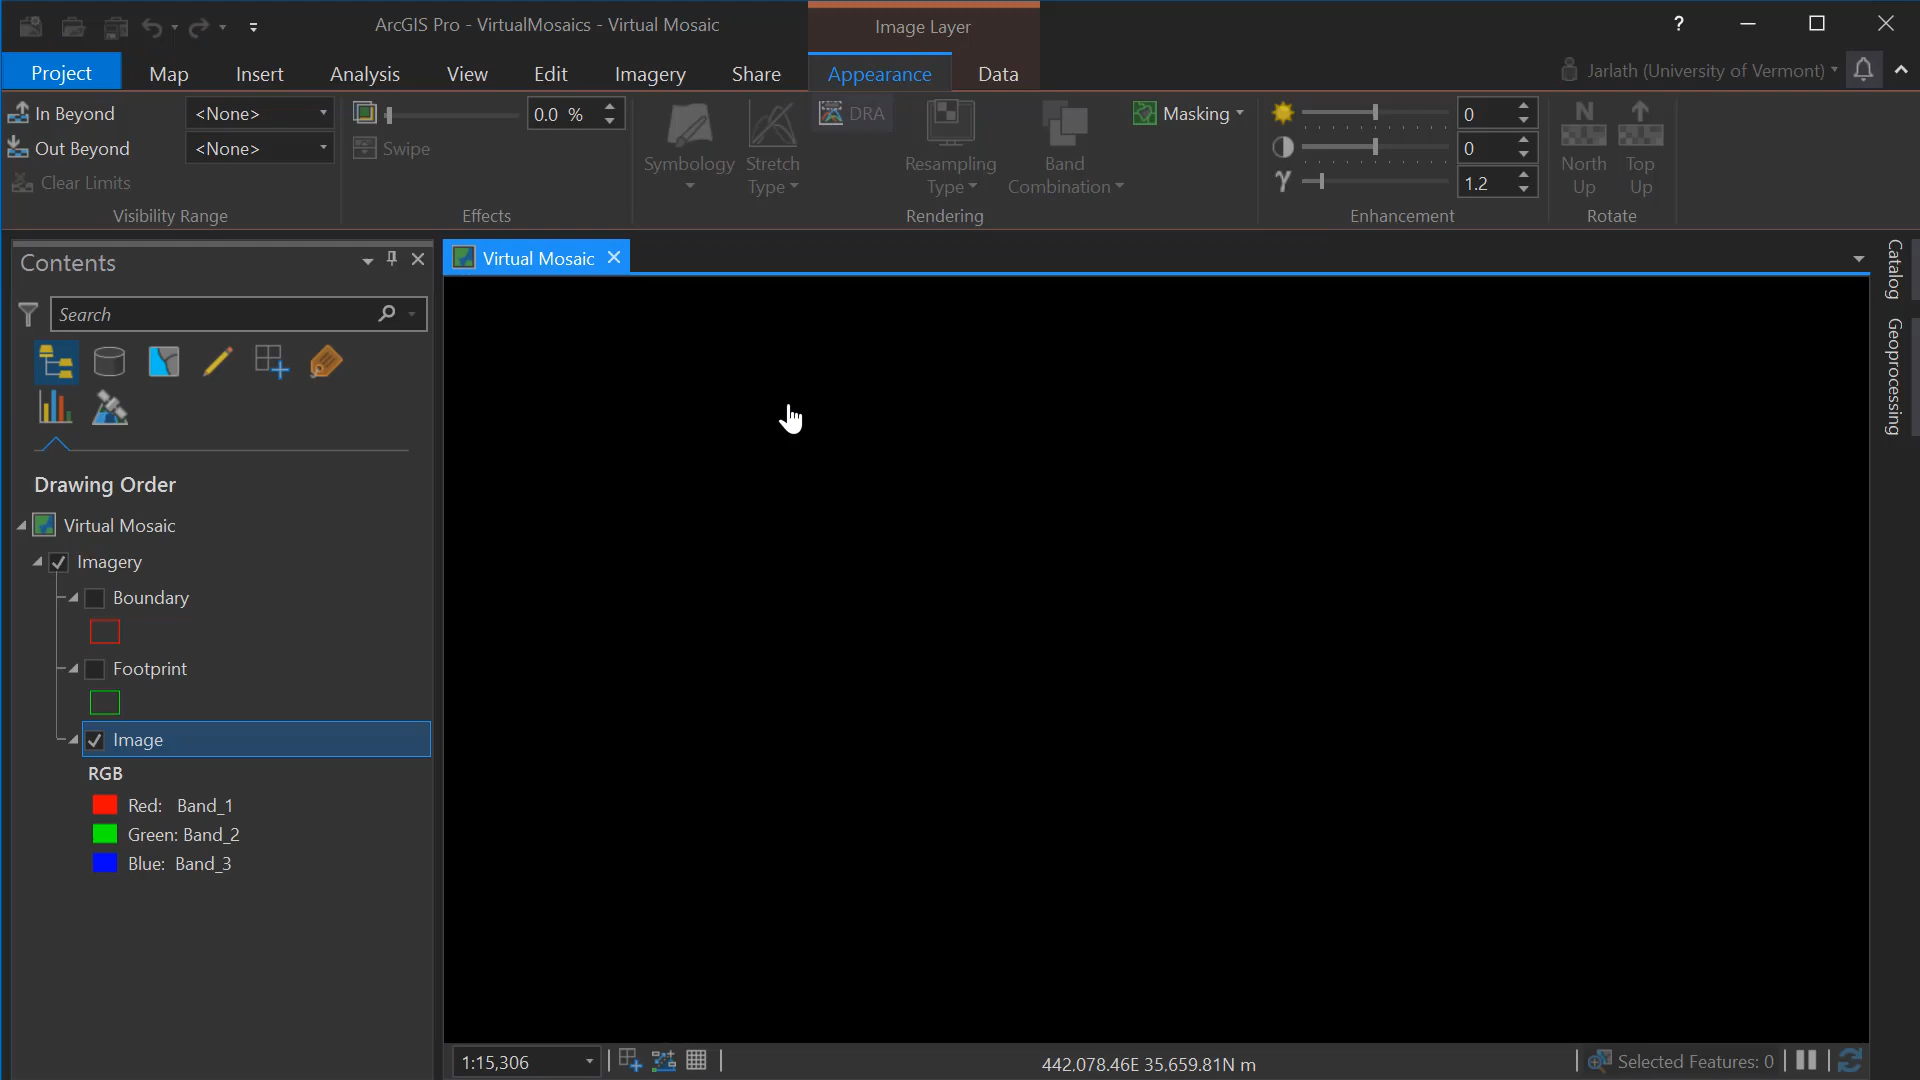 ArcGIS Pro - VirtualMosaics - Virtual Mosaic
Image Layer
?
Project
Map
Insert
Analysis
View
Edit
Imagery
Share
Appearance
Data
Jarlath (University of Vermont)
In Beyond
<None>
Out Beyond
<None>
Clear Limits
Visibility Range
0.0 %
Swipe
Effects
Symbology
Stretch
Type
DRA
Resampling
Type
Band
Combination
Masking
Rendering
0
0
γ
1.2
Enhancement
N
North
Up
Top
Up
Rotate
Contents
Search
Virtual Mosaic
Catalog
Geoprocessing
Drawing Order
Virtual Mosaic
Imagery
Boundary
Footprint
Image
RGB
Red: Band_1
Green: Band_2
Blue: Band_3
1:15,306
442,078.46E 35,659.81N m
Selected Features: 0